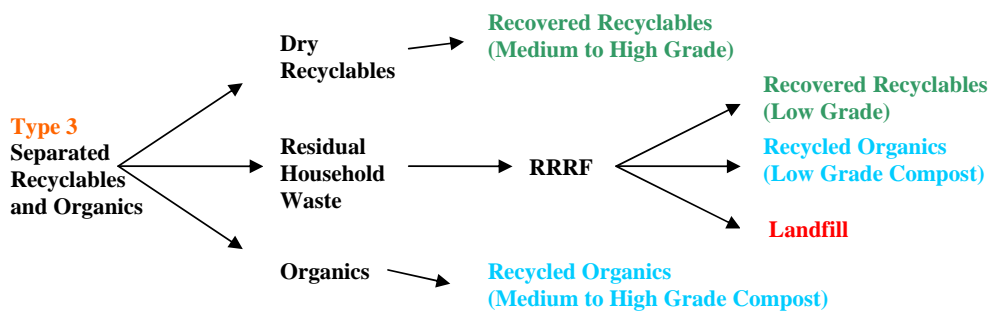 Type 3
Separated
Recyclables
and Organics
Dry
Recyclables
Recovered Recyclables
(Medium to High Grade)
Residual
Household
Waste
RRRF
Recovered Recyclables
(Low Grade)
Recycled Organics
(Low Grade Compost)
Landfill
Organics
Recycled Organics
(Medium to High Grade Compost)